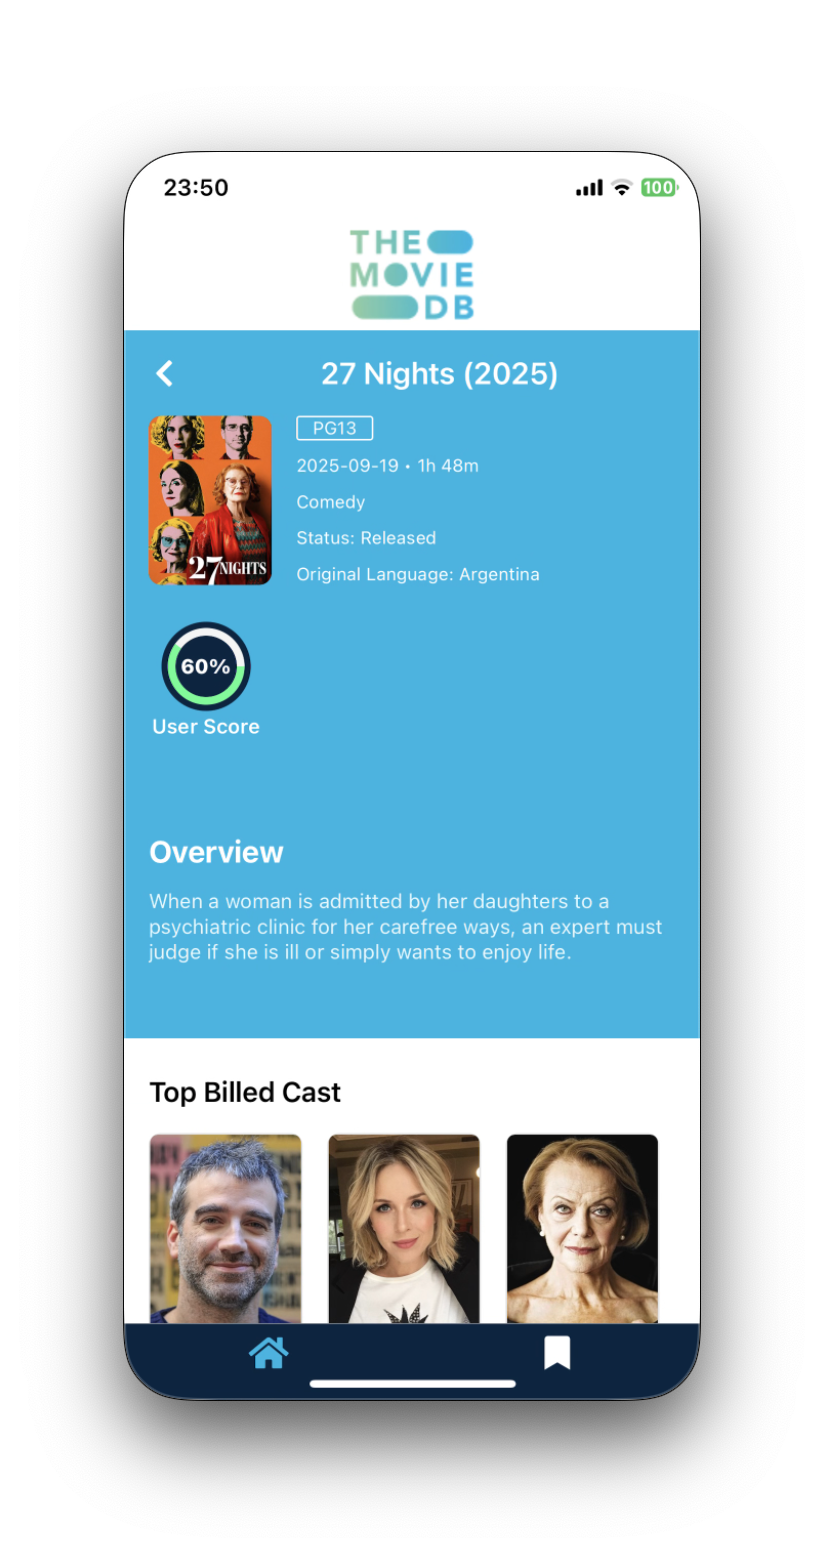 23:50
100
THE
MOVIE
DB
27 Nights (2025)
PG13
2025-09-19 • 1h 48m
Comedy
Status: Released
Original Language: Argentina
27 NIGHTS
60%
User Score
Overview
When a woman is admitted by her daughters to a
psychiatric clinic for her carefree ways, an expert must
judge if she is ill or simply wants to enjoy life.
Top Billed Cast